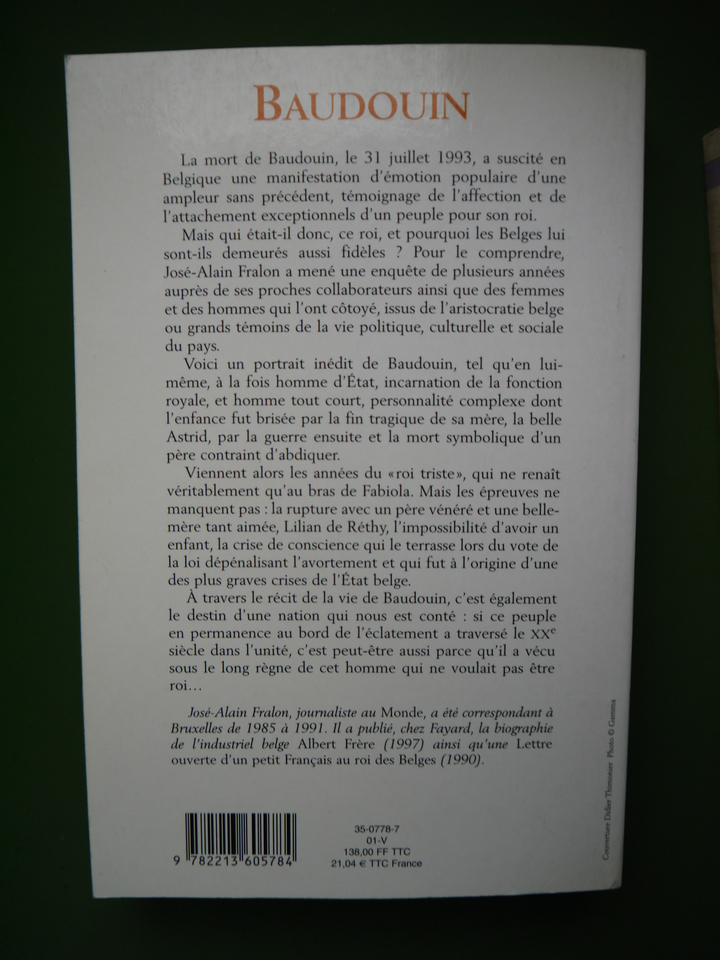 BAUDOUIN
La mort de Baudouin, le 31 juillet 1993, a suscité en
Belgique une manifestation d'émotion populaire d'une
ampleur sans précédent, témoignage de l'affection et de
l'attachement exceptionnels d'un peuple pour son roi.
Mais qui était-il donc, ce roi, et pourquoi les Belges lui
sont-ils demeurés aussi fidèles ? Pour le comprendre,
José-Alain Fralon a mené une enquête de plusieurs années
auprès de ses proches collaborateurs ainsi que des femmes
et des hommes qui l'ont côtoyé, issus de l'aristocratie belge
ou grands témoins de la vie politique, culturelle et sociale
du pays.
Voici un portrait inédit de Baudouin, tel qu'en lui-
même, à la fois homme d'État, incarnation de la fonction
royale, et homme tout court, personnalité complexe dont
l'enfance fut brisée par la fin tragique de sa mère, la belle
Astrid, par la guerre ensuite et la mort symbolique d'un
père contraint d'abdiquer.
Viennent alors les années du «roi triste», qui ne renaît
véritablement qu'au bras de Fabiola. Mais les épreuves ne
manquent pas : la rupture avec un père vénéré et une belle-
mère tant aimée, Lilian de Réthy, l'impossibilité d'avoir un
enfant, la crise de conscience qui le terrasse lors du vote de
la loi dépénalisant l'avortement et qui fut à l'origine d'une
des plus graves crises de l'État belge.
À travers le récit de la vie de Baudouin, c'est également
le destin d'une nation qui nous est conté : si ce peuple
en permanence au bord de l'éclatement a traversé le XXe
siècle dans l'unité, c'est peut-être aussi parce qu'il a vécu
sous le long règne de cet homme qui ne voulait pas être
roi...
José-Alain Fralon, journaliste au Monde, a été correspondant à
Bruxelles de 1985 à 1991. Il a publié, chez Fayard, la biographie
de l'industriel belge Albert Frère (1997) ainsi qu'une Lettre
ouverte d'un petit Français au roi des Belges (1990).
9 782213 605784
35-0778-7
01-V
138,00 FF TTC
21,04 € TTC France
Couverture Didier Thimonier Photo © Gamma